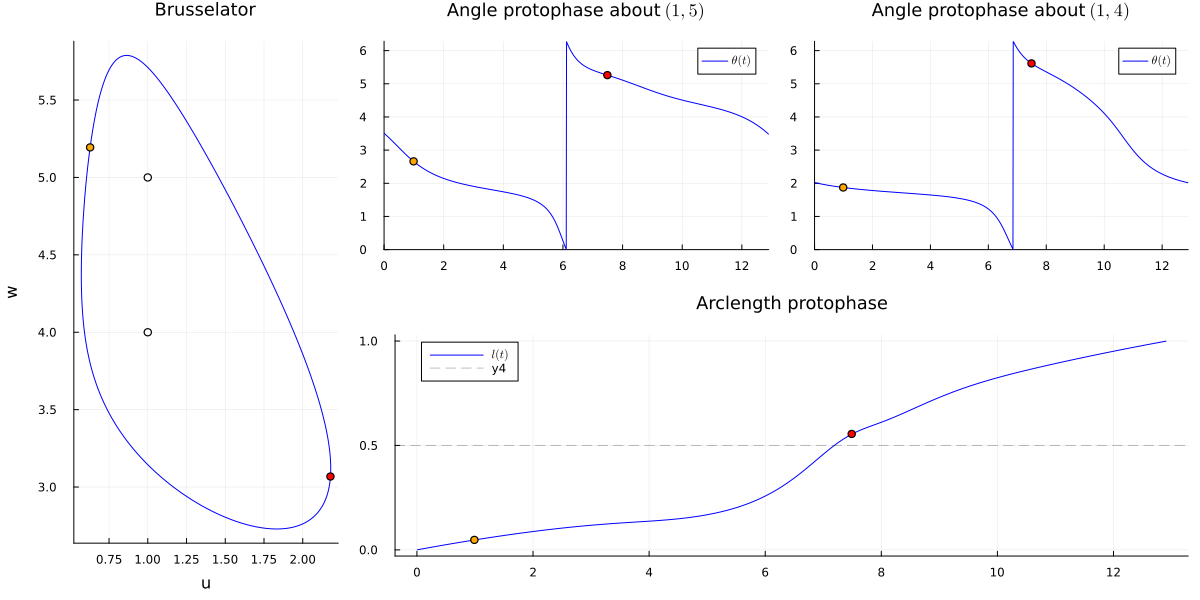 Brusselator
w
5.5
5.0
4.5
4.0
3.5
3.0
0.75 1.00 1.25 1.50 1.75 2.00
u
Angle protophase about (1, 5)
θ(t)
6
5
4
3
2
1
0
0 2 4 6 8 10 12
Angle protophase about (1, 4)
θ(t)
6
5
4
3
2
1
0
0 2 4 6 8 10 12
Arclength protophase
l(t)
y4
1.0
0.5
0.0
0 2 4 6 8 10 12